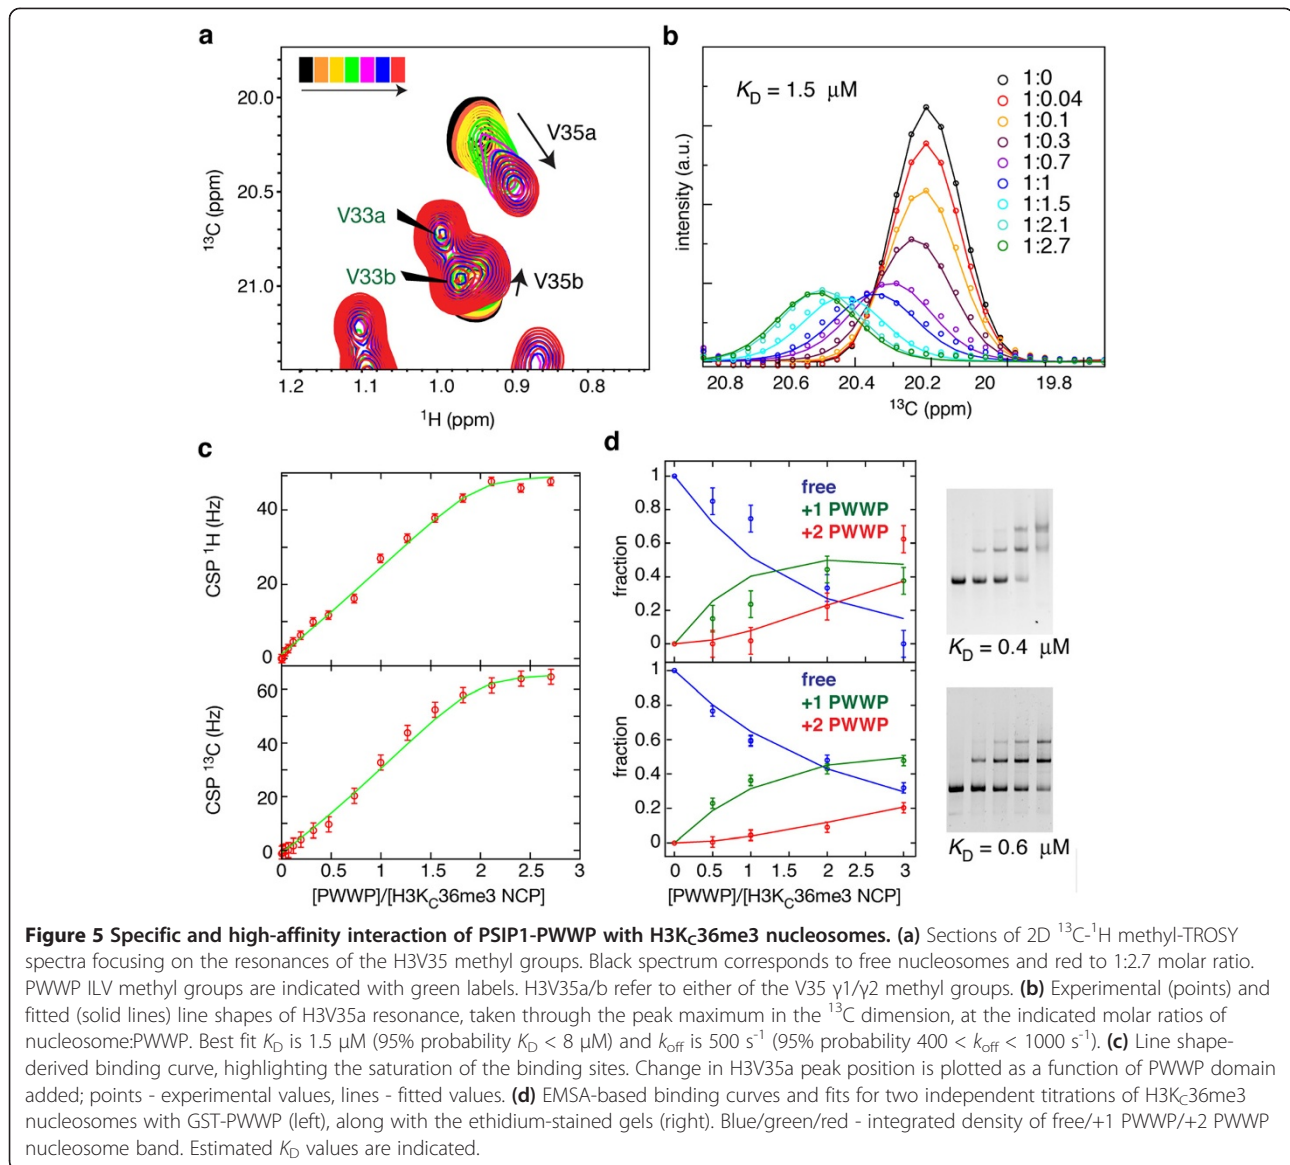 a
20.0
20.5
21.0
¹³C (ppm)
V35a
V33a
V33b
V35b
1.2
1.1
1.0
0.9
0.8
¹H (ppm)
b
K_D = 1.5 μM
1:0
1:0.04
1:0.1
1:0.3
1:0.7
1:1
1:1.5
1:2.1
1:2.7
intensity (a.u.)
20.8
20.6
20.4
20.2
20
19.8
¹³C (ppm)
c
CSP ¹H (Hz)
40
20
0
CSP ¹³C (Hz)
60
40
20
0
0
0.5
1
1.5
2
2.5
3
[PWWP]/[H3K_C36me3 NCP]
d
fraction
1
0.8
0.6
0.4
0.2
0
free
+1 PWWP
+2 PWWP
K_D = 0.4 μM
fraction
1
0.8
0.6
0.4
0.2
0
free
+1 PWWP
+2 PWWP
K_D = 0.6 μM
0
0.5
1
1.5
2
2.5
3
[PWWP]/[H3K_C36me3 NCP]
Figure 5 Specific and high-affinity interaction of PSIP1-PWWP with H3K_C36me3 nucleosomes. (a) Sections of 2D ¹³C-¹H methyl-TROSY
spectra focusing on the resonances of the H3V35 methyl groups. Black spectrum corresponds to free nucleosomes and red to 1:2.7 molar ratio.
PWWP ILV methyl groups are indicated with green labels. H3V35a/b refer to either of the V35 γ1/γ2 methyl groups. (b) Experimental (points) and
fitted (solid lines) line shapes of H3V35a resonance, taken through the peak maximum in the ¹³C dimension, at the indicated molar ratios of
nucleosome:PWWP. Best fit K_D is 1.5 μM (95% probability K_D < 8 μM) and k_off is 500 s⁻¹ (95% probability 400 < k_off < 1000 s⁻¹). (c) Line shape-
derived binding curve, highlighting the saturation of the binding sites. Change in H3V35a peak position is plotted as a function of PWWP domain
added; points - experimental values, lines - fitted values. (d) EMSA-based binding curves and fits for two independent titrations of H3K_C36me3
nucleosomes with GST-PWWP (left), along with the ethidium-stained gels (right). Blue/green/red - integrated density of free/+1 PWWP/+2 PWWP
nucleosome band. Estimated K_D values are indicated.